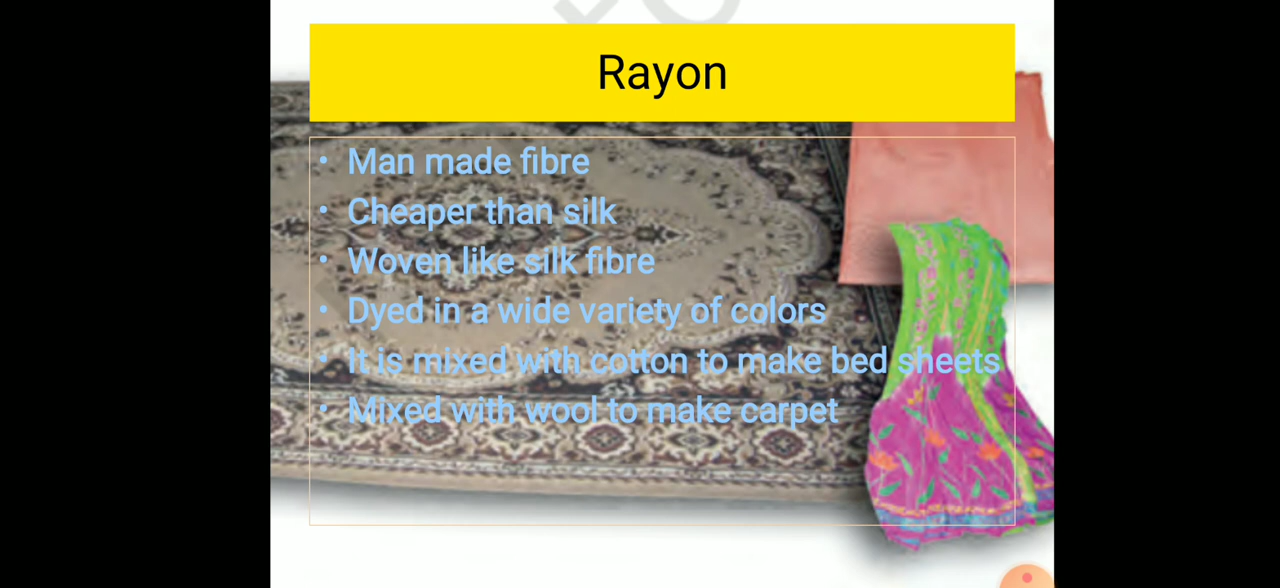 Rayon
• Man made fibre
• Cheaper than silk
• Woven like silk fibre
• Dyed in a wide variety of colors
• It is mixed with cotton to make bed sheets
• Mixed with wool to make carpet